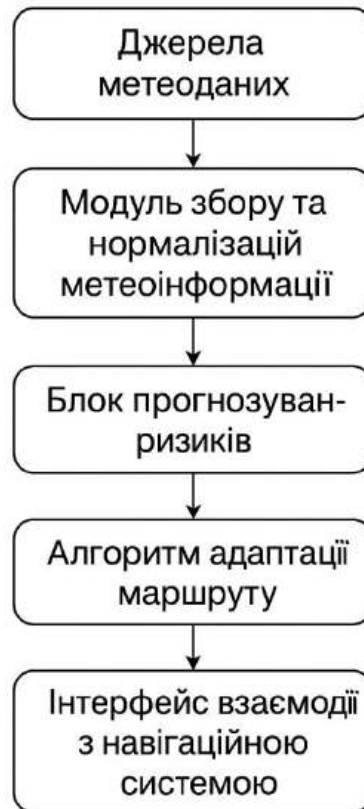 Джерела
метеоданих
Модуль збору та
нормалізацій
метеоінформації
Блок прогнозуван-
ризиків
Алгоритм адаптації
маршруту
Інтерфейс взаємодії
з навігаційною
системою